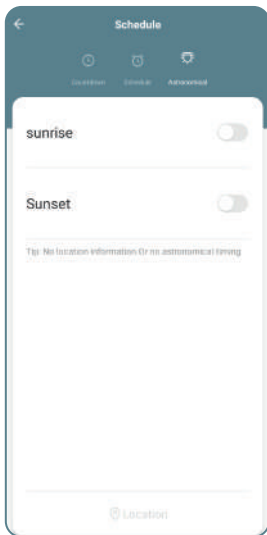 Schedule
Countdown Schedule Astronomical
sunrise
Sunset
Tip: No location information Or no astronomical timing
Location